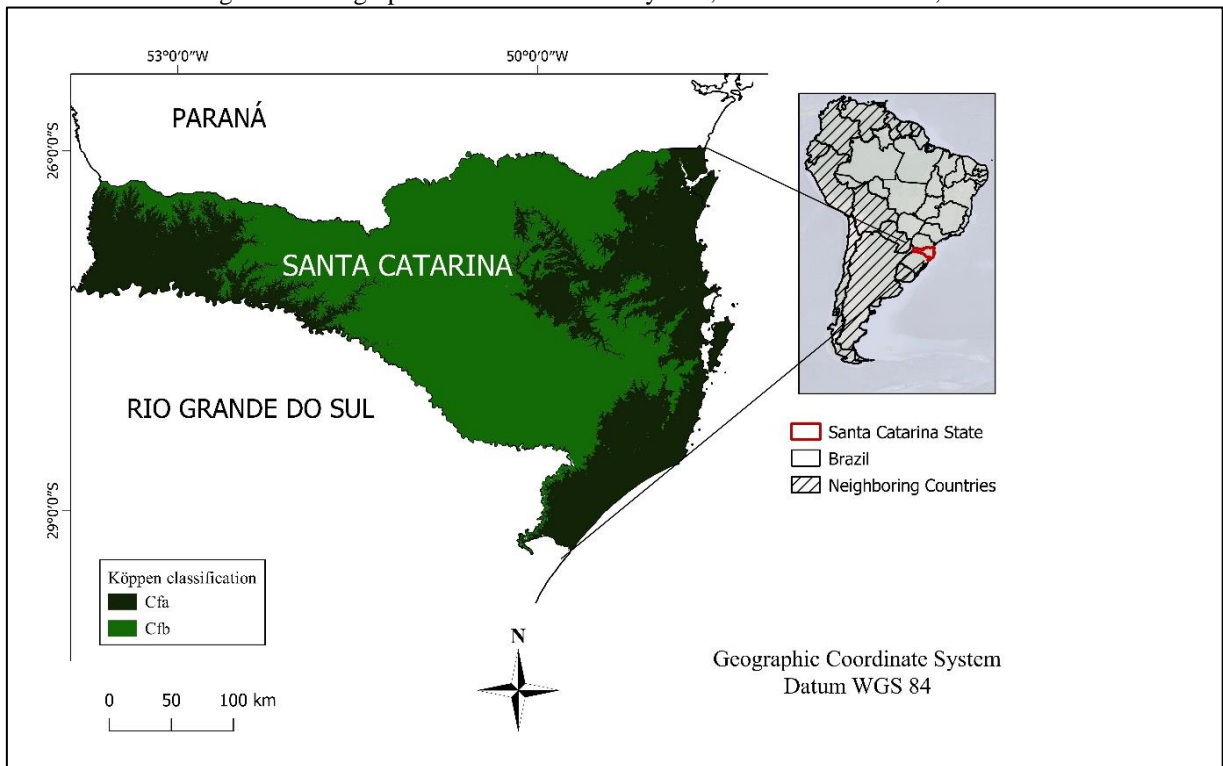 53°0'0"W
50°0'0"W
PARANÁ
26°0'0"S
SANTA CATARINA
RIO GRANDE DO SUL
Santa Catarina State
Brazil
Neighboring Countries
29°0'0"S
Köppen classification
Cfa
Cfb
N
Geographic Coordinate System
Datum WGS 84
0 50 100 km